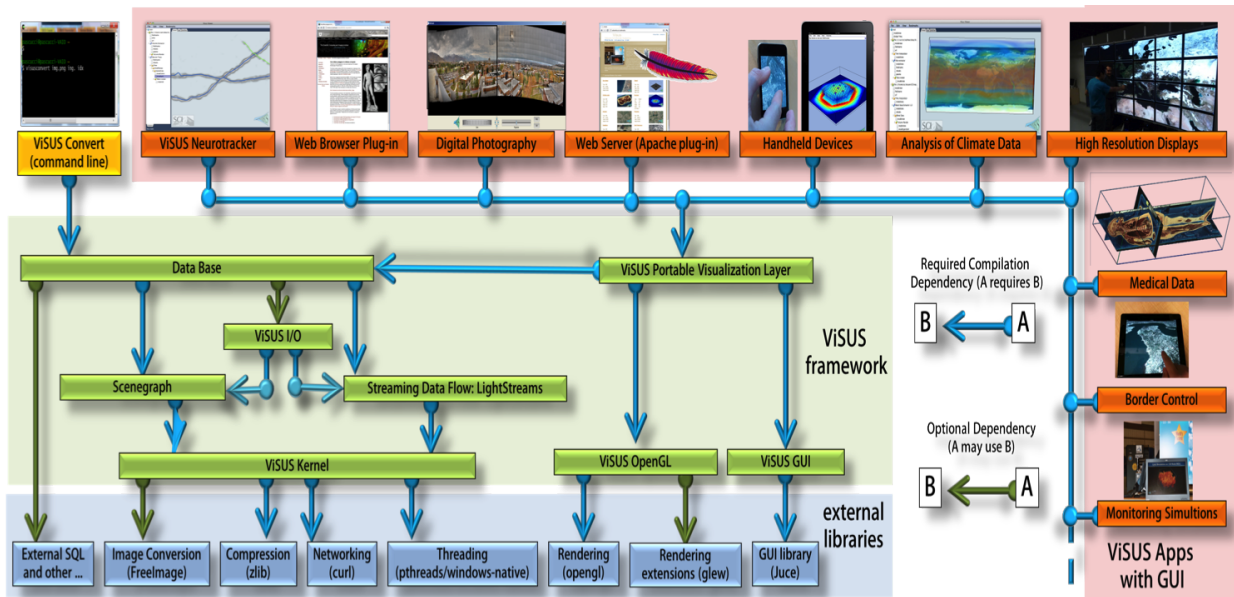 ViSUS Convert
(command line)
ViSUS Neurotracker
Web Browser Plug-in
Digital Photography
Web Server (Apache plug-in)
Handheld Devices
Analysis of Climate Data
High Resolution Displays
Data Base
ViSUS Portable Visualization Layer
Required Compilation
Dependency (A requires B)
B
A
Medical Data
ViSUS I/O
ViSUS
framework
Scenegraph
Streaming Data Flow: LightStreams
Border Control
Optional Dependency
(A may use B)
B
A
ViSUS Kernel
ViSUS OpenGL
ViSUS GUI
Monitoring Simultions
external
libraries
External SQL
and other ...
Image Conversion
(FreeImage)
Compression
(zlib)
Networking
(curl)
Threading
(pthreads/windows-native)
Rendering
(opengl)
Rendering
extensions (glew)
GUI library
(Juce)
ViSUS Apps
with GUI